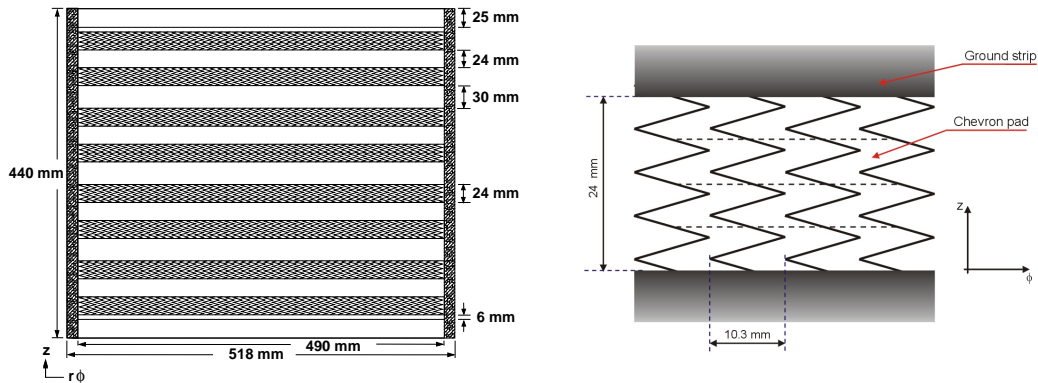 25 mm
24 mm
30 mm
440 mm
24 mm
6 mm
490 mm
518 mm
z
rϕ
Ground strip
Chevron pad
24 mm
z
ϕ
10.3 mm